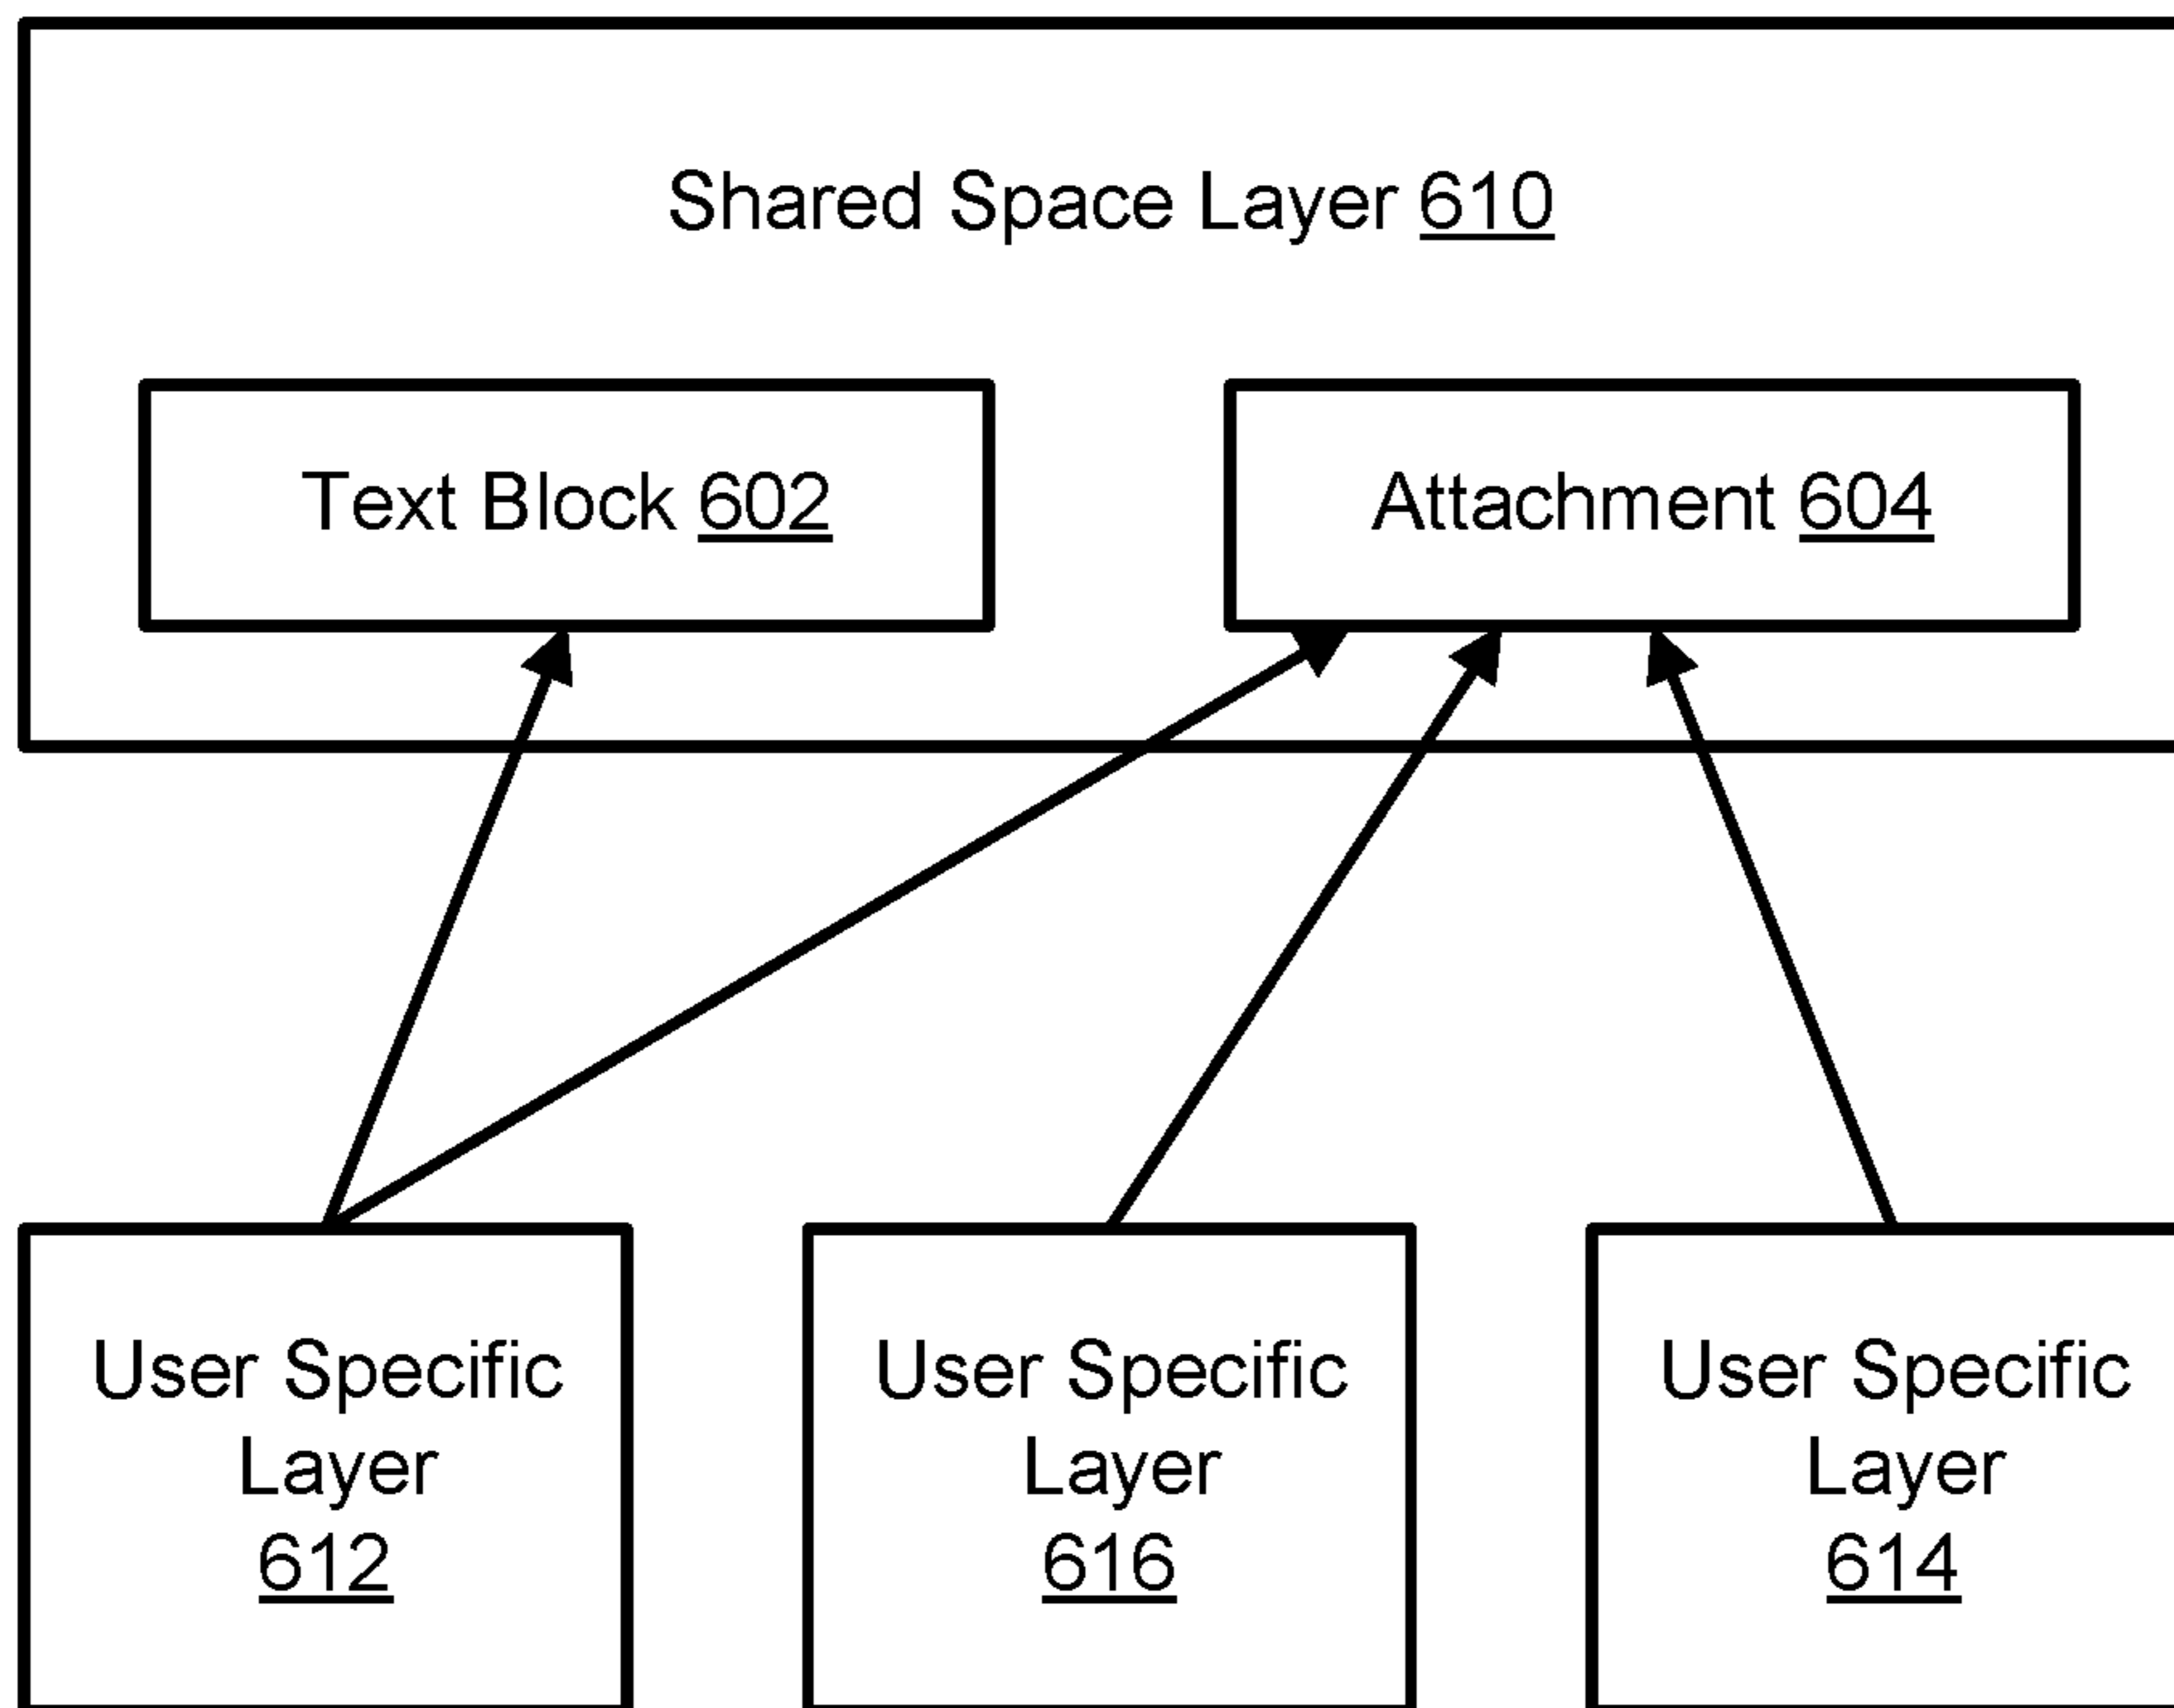 Shared Space Layer 610
Text Block 602
Attachment 604
User Specific
Layer
612
User Specific
Layer
616
User Specific
Layer
614